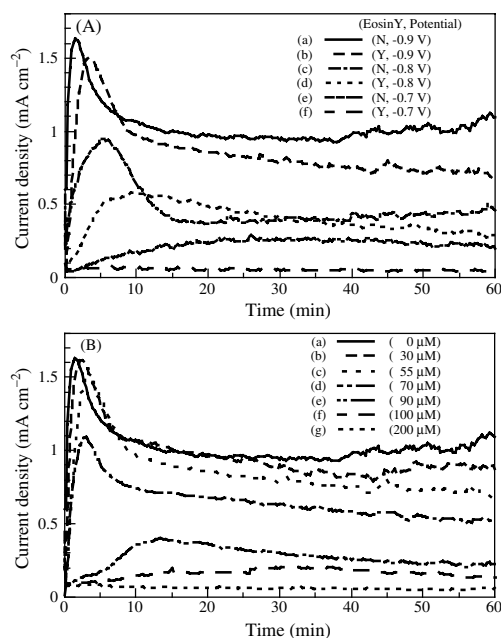 (A)
(EosinY, Potential)
(a) (N, -0.9 V)
(b) (Y, -0.9 V)
(c) (N, -0.8 V)
(d) (Y, -0.8 V)
(e) (N, -0.7 V)
(f) (Y, -0.7 V)
Current density (mA cm−2)
1.5
1
0.5
0
0 10 20 30 40 50 60
Time (min)
(B)
(a) ( 0 μM)
(b) ( 30 μM)
(c) ( 55 μM)
(d) ( 70 μM)
(e) ( 90 μM)
(f) (100 μM)
(g) (200 μM)
Current density (mA cm−2)
1.5
1
0.5
0
0 10 20 30 40 50 60
Time (min)